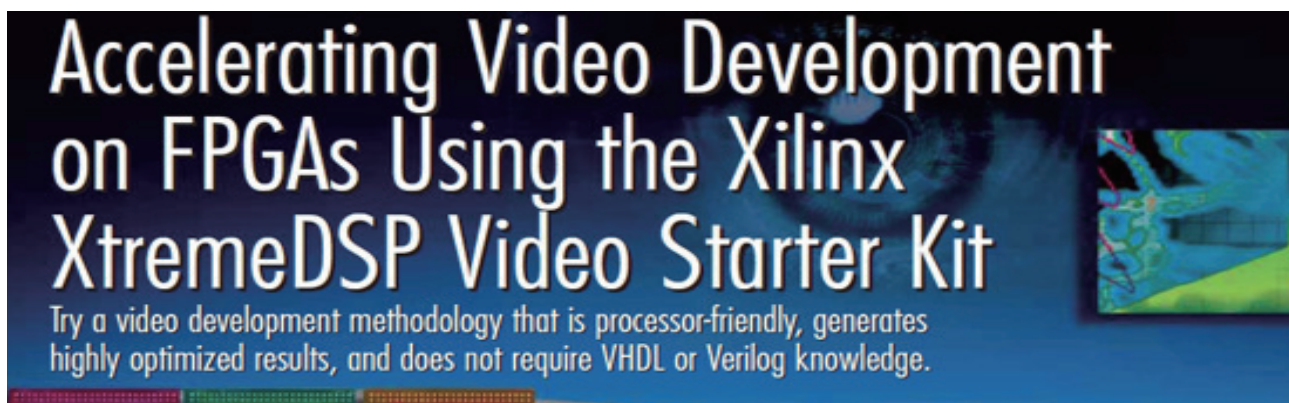 Accelerating Video Development
on FPGAs Using the Xilinx
XtremeDSP Video Starter Kit
Try a video development methodology that is processor-friendly, generates
highly optimized results, and does not require VHDL or Verilog knowledge.